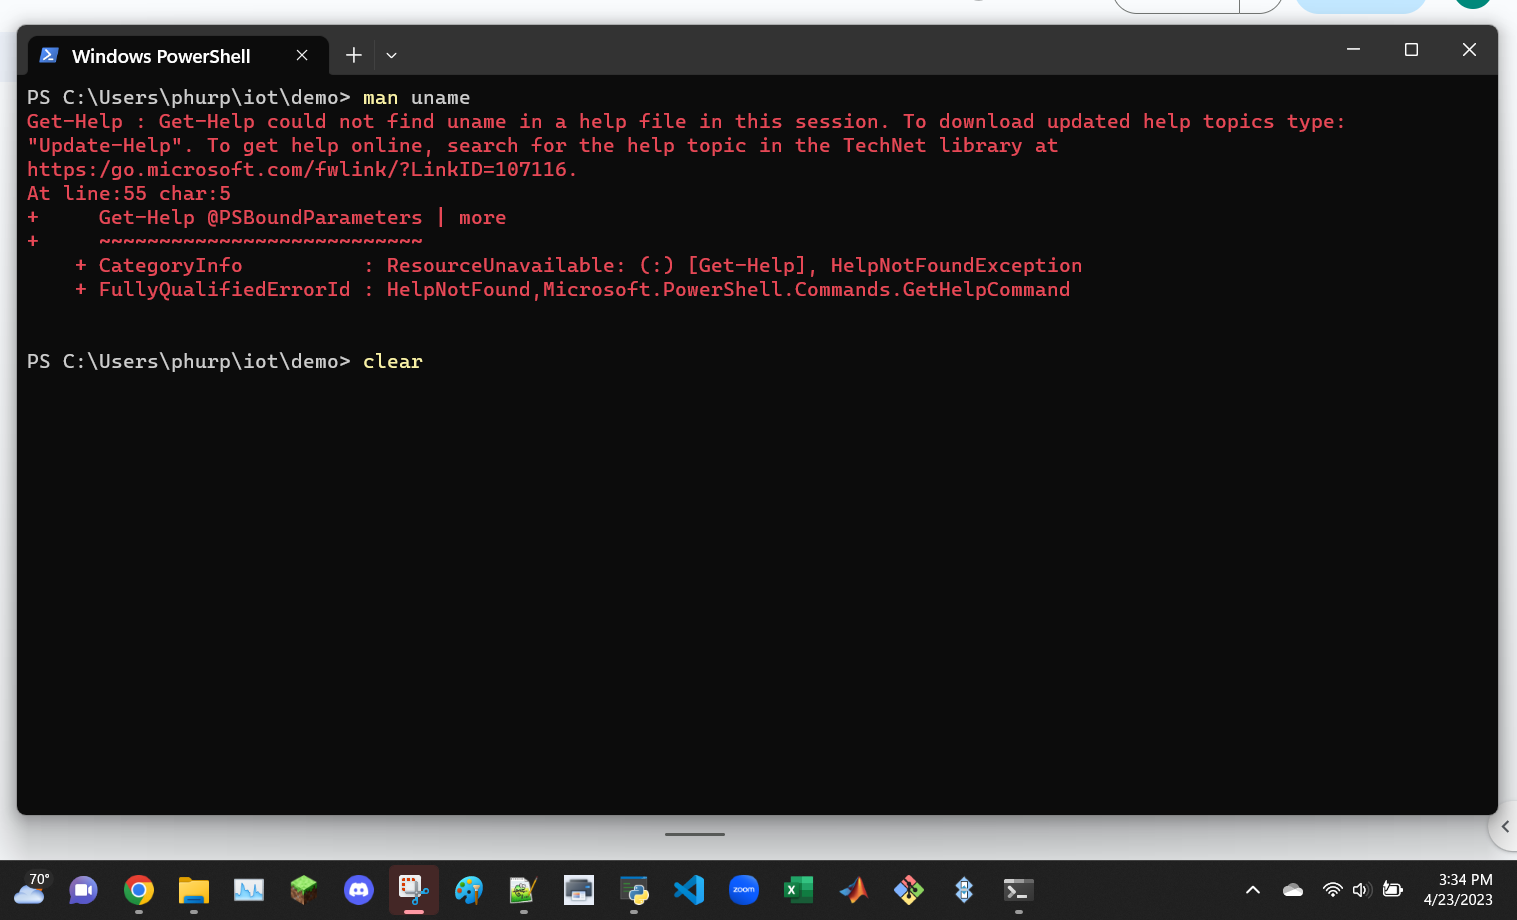 Windows PowerShell
PS C:\Users\phurp\iot\demo> man uname
Get-Help : Get-Help could not find uname in a help file in this session. To download updated help topics type:
"Update-Help". To get help online, search for the help topic in the TechNet library at
https:/go.microsoft.com/fwlink/?LinkID=107116.
At line:55 char:5
+     Get-Help @PSBoundParameters | more
+     ~~~~~~~~~~~~~~~~~~~~~~~~~~~
    + CategoryInfo          : ResourceUnavailable: (:) [Get-Help], HelpNotFoundException
    + FullyQualifiedErrorId : HelpNotFound,Microsoft.PowerShell.Commands.GetHelpCommand
PS C:\Users\phurp\iot\demo> clear
70°
zoom
3:34 PM
4/23/2023